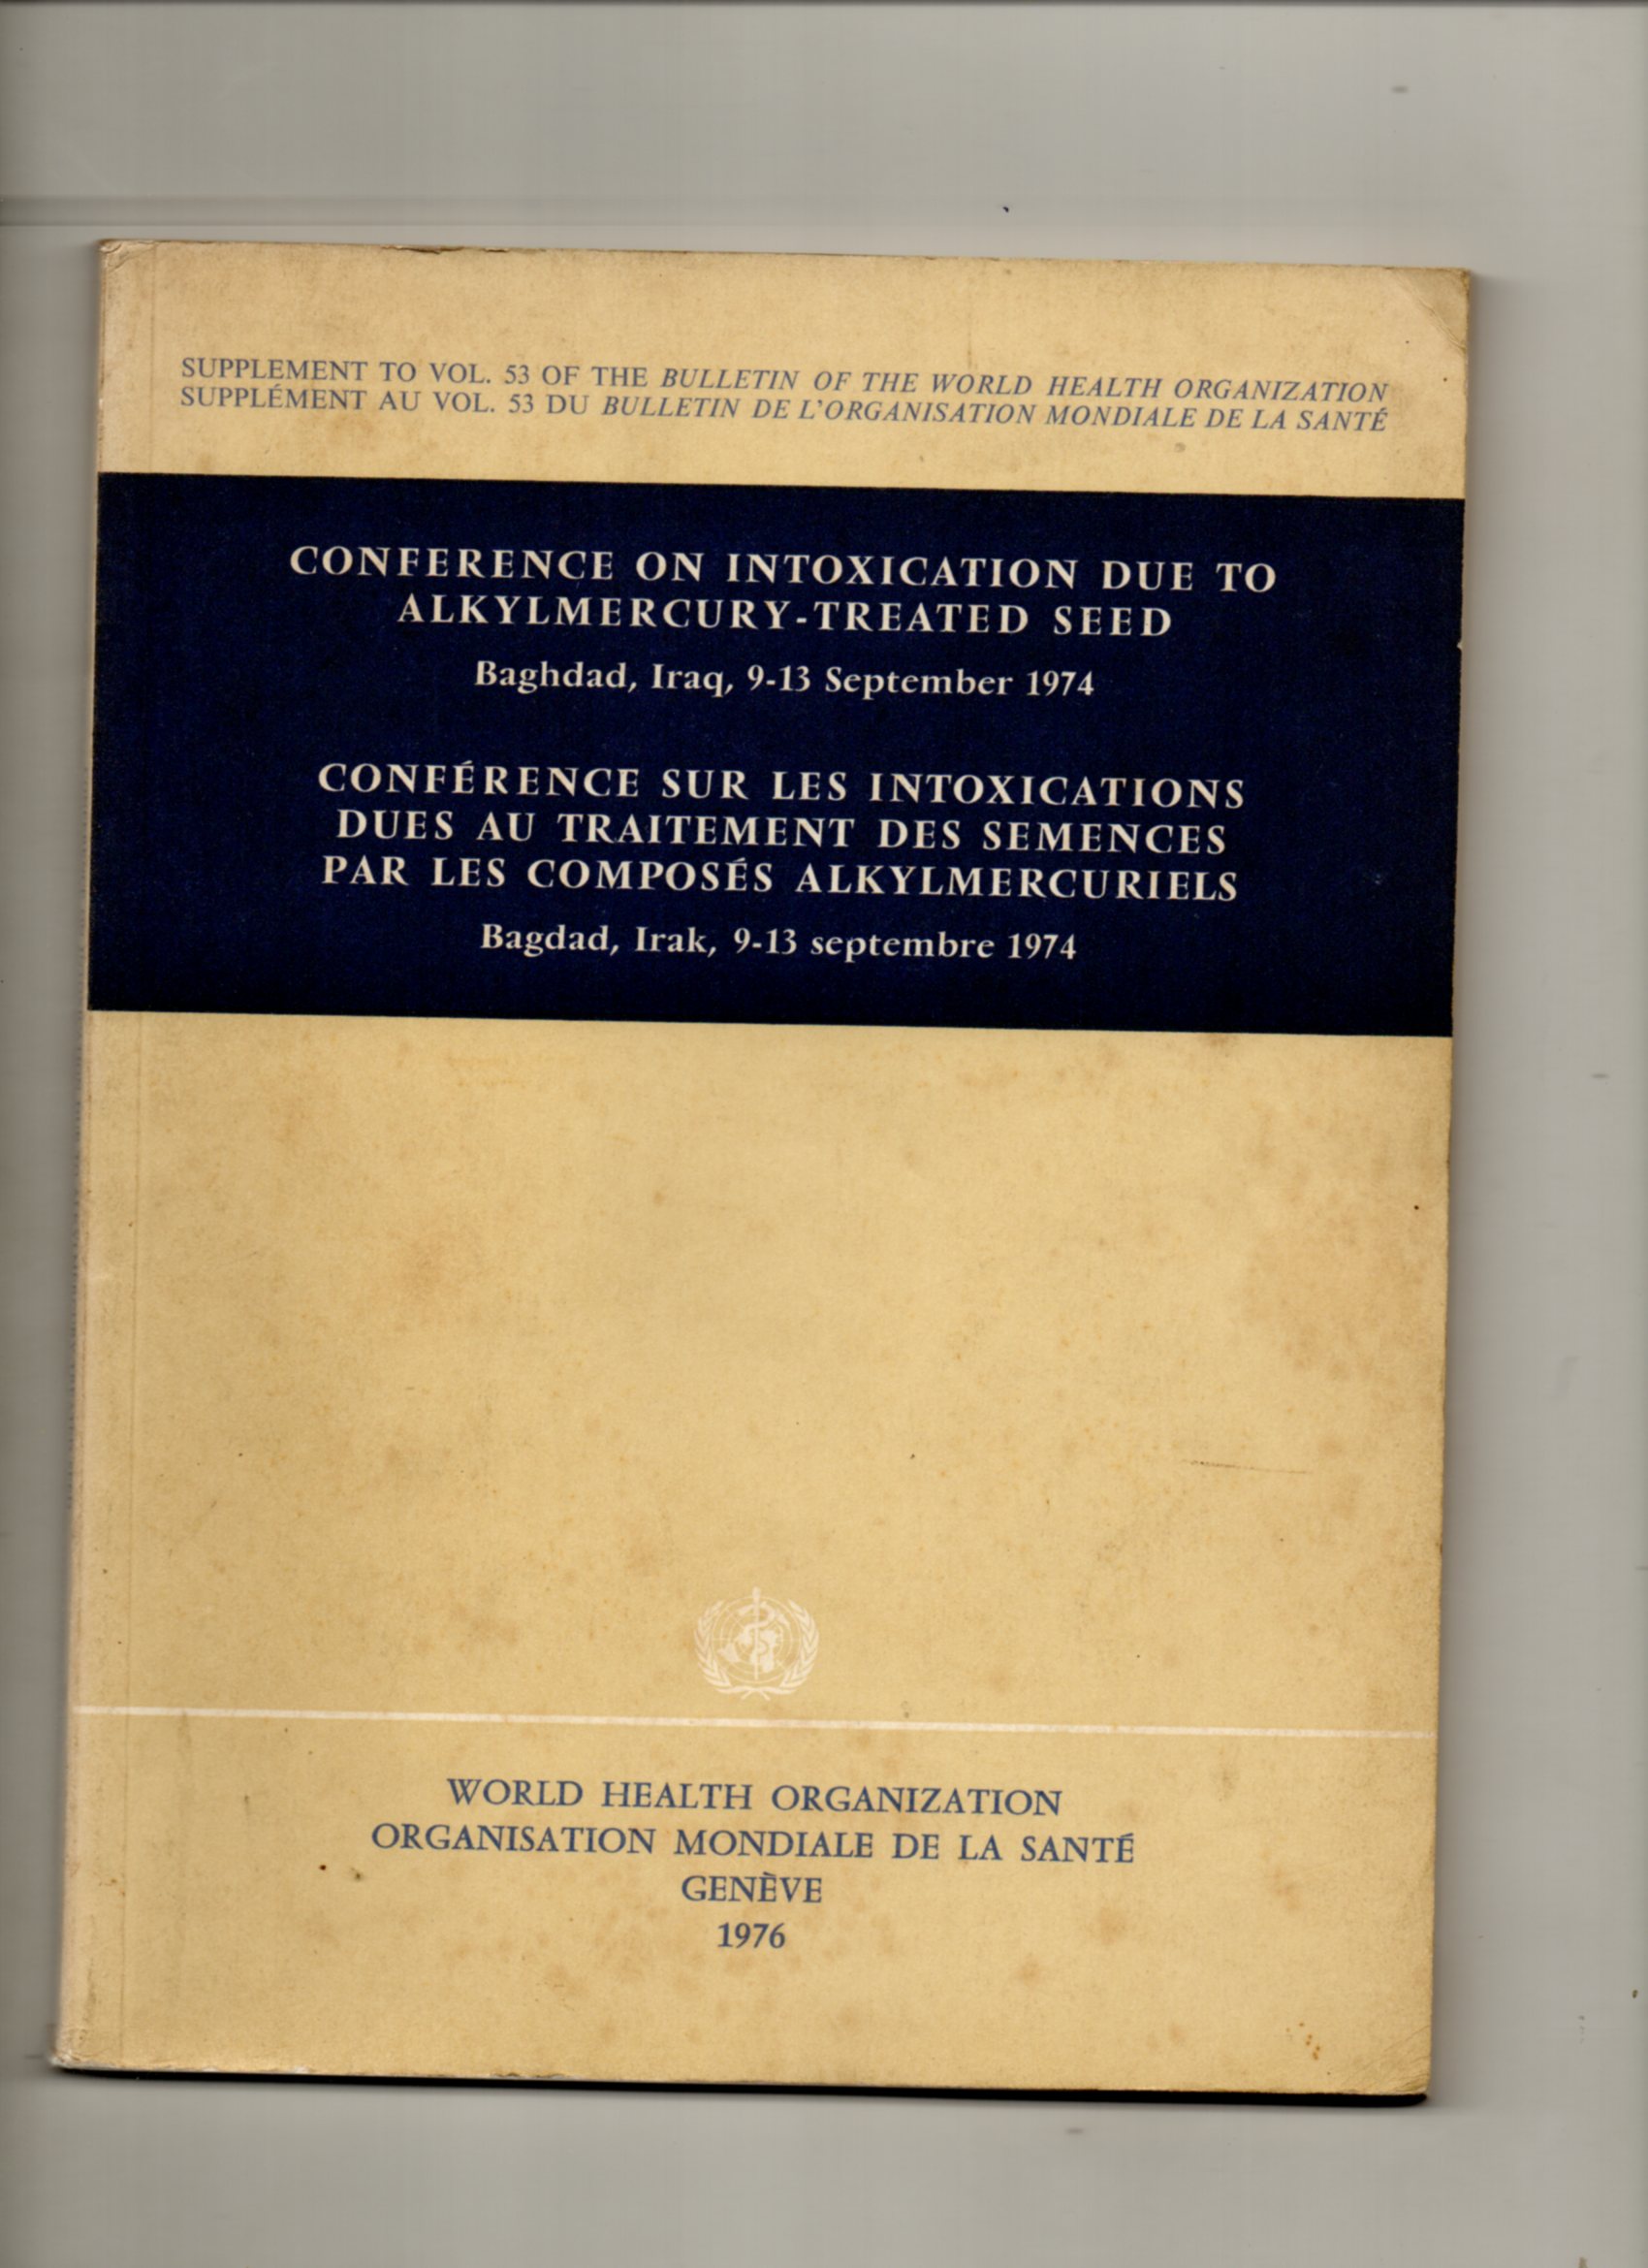 SUPPLEMENT TO VOL. 53 OF THE BULLETIN OF THE WORLD HEALTH ORGANIZATION
SUPPLÉMENT AU VOL. 53 DU BULLETIN DE L'ORGANISATION MONDIALE DE LA SANTÉ
CONFERENCE ON INTOXICATION DUE TO
ALKYLMERCURY-TREATED SEED
Baghdad, Iraq, 9-13 September 1974
CONFÉRENCE SUR LES INTOXICATIONS
DUES AU TRAITEMENT DES SEMENCES
PAR LES COMPOSÉS ALKYLMERCURIELS
Bagdad, Irak, 9-13 septembre 1974
WORLD HEALTH ORGANIZATION
ORGANISATION MONDIALE DE LA SANTÉ
GENÈVE
1976